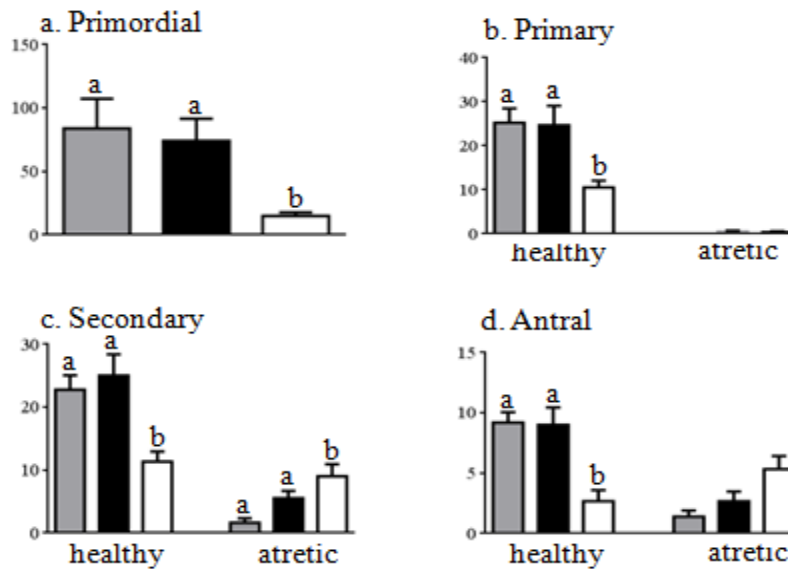 a. Primordial
150
100
50
0
a
a
b
b. Primary
40
30
20
10
0
a
a
b
healthy
atretic
c. Secondary
30
20
10
0
a
a
b
a
a
b
healthy
atretic
d. Antral
15
10
5
0
a
a
b
healthy
atretic